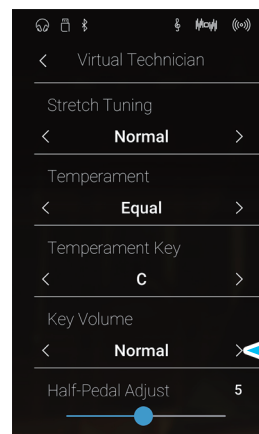 Virtual Technician
Stretch Tuning
Normal
Temperament
Equal
Temperament Key
C
Key Volume
Normal
Half-Pedal Adjust 5